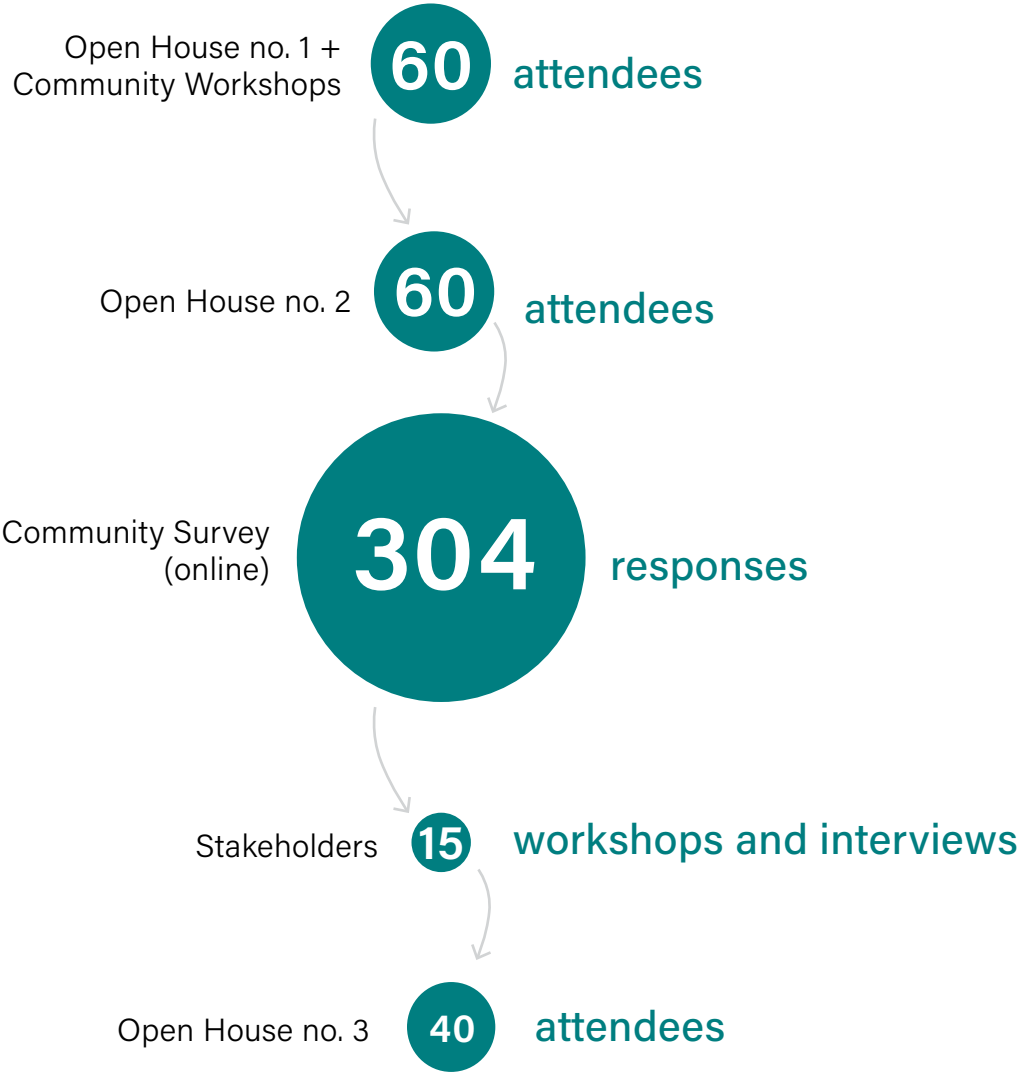 Open House no. 1 +
Community Workshops
60
attendees
Open House no. 2
60
attendees
Community Survey
(online)
304
responses
Stakeholders
15
workshops and interviews
Open House no. 3
40
attendees